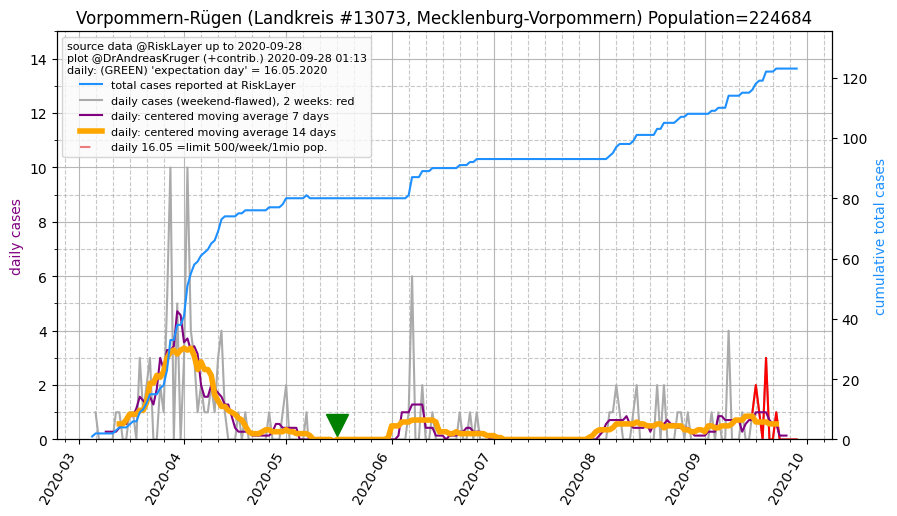 Vorpommern-Rügen (Landkreis #13073, Mecklenburg-Vorpommern) Population=224684
source data @RiskLayer up to 2020-09-28
plot @DrAndreasKruger (+contrib.) 2020-09-28 01:13
daily: (GREEN) 'expectation day' = 16.05.2020
total cases reported at RiskLayer
daily cases (weekend-flawed), 2 weeks: red
daily: centered moving average 7 days
daily: centered moving average 14 days
daily 16.05 =limit 500/week/1mio pop.
daily cases
14
12
10
8
6
4
2
0
cumulative total cases
120
100
80
60
40
20
0
2020-03
2020-04
2020-05
2020-06
2020-07
2020-08
2020-09
2020-10